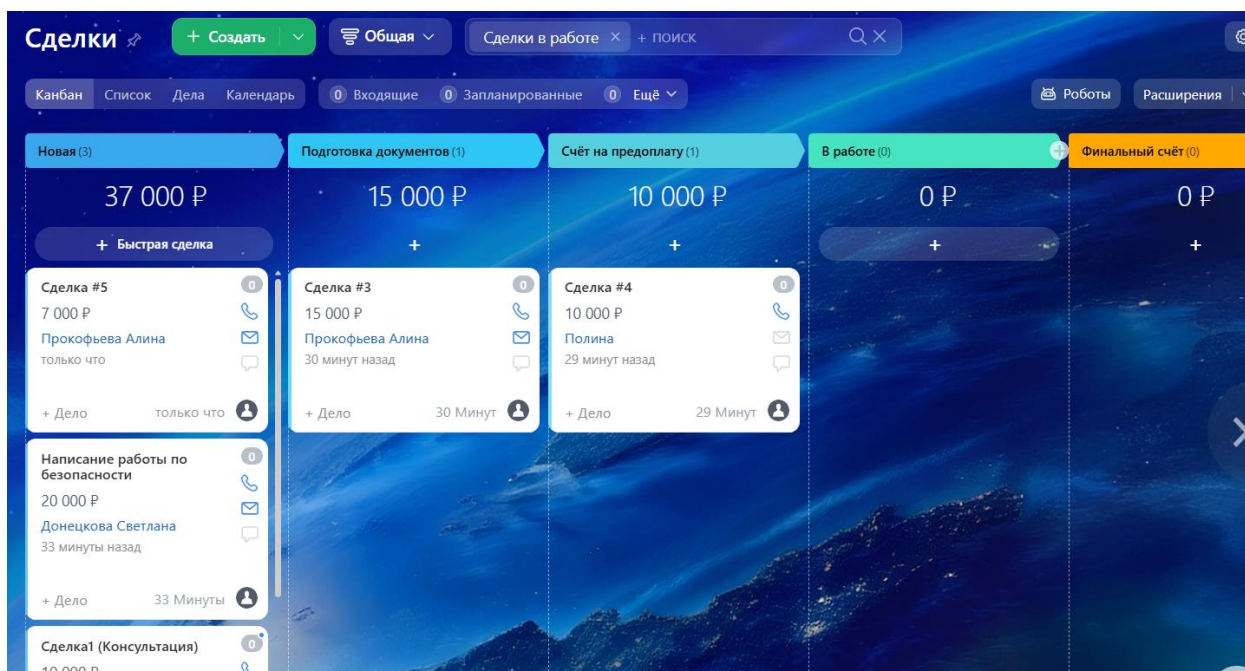 Сделки
+ Создать
Общая
Сделки в работе × + поиск
Канбан Список Дела Календарь
0 Входящие 0 Запланированные 0 Ещё
Роботы
Расширения
Новая (3)
37 000 ₽
+ Быстрая сделка
Сделка #5
0
7 000 ₽
Прокофьева Алина
только что
+ Дело только что
Написание работы по
безопасности
0
20 000 ₽
Донецкова Светлана
33 минуты назад
+ Дело 33 Минуты
Сделка1 (Консультация)
0
10 000 ₽
Подготовка документов (1)
15 000 ₽
+
Сделка #3
0
15 000 ₽
Прокофьева Алина
30 минут назад
+ Дело 30 Минут
Счёт на предоплату (1)
10 000 ₽
+
Сделка #4
0
10 000 ₽
Полина
29 минут назад
+ Дело 29 Минут
В работе (0)
0 ₽
+
Финальный счёт (0)
0 ₽
+